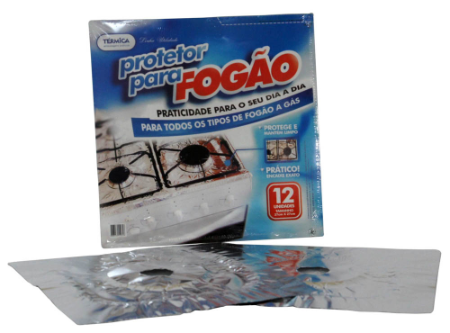 TERMICA
protetor
para FOGÃO
PRATICIDADE PARA O SEU DIA A DIA
PARA TODOS OS TIPOS DE FOGÃO A GÁS
• PROTEGE E
• PRÁTICO!
12
UNIDADES